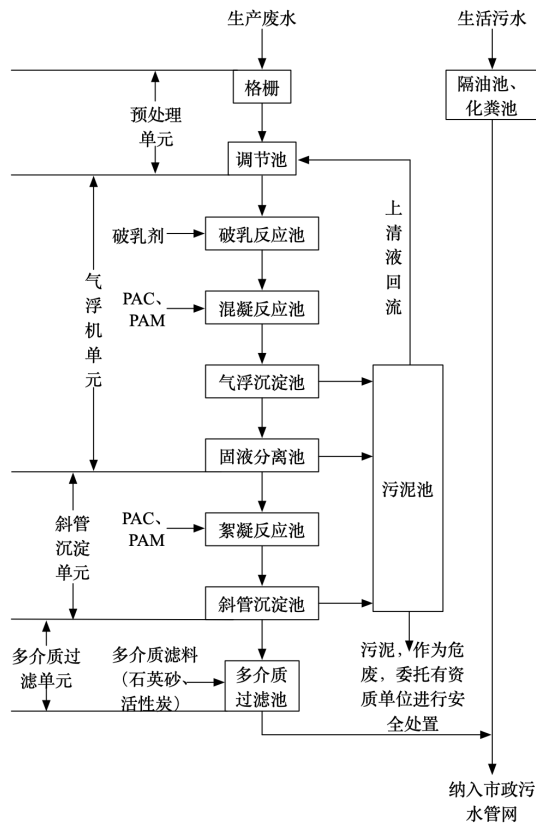 生产废水
生活污水
格栅
隔油池、
化粪池
预处理
单元
调节池
上清液回流
破乳剂
破乳反应池
气浮机单元
PAC、
PAM
混凝反应池
气浮沉淀池
固液分离池
污泥池
斜管
沉淀
单元
PAC、
PAM
絮凝反应池
斜管沉淀池
多介质过
滤单元
多介质滤料
（石英砂、
活性炭）
多介质
过滤池
污泥，作为危
废，委托有资
质单位进行安
全处置
纳入市政污
水管网